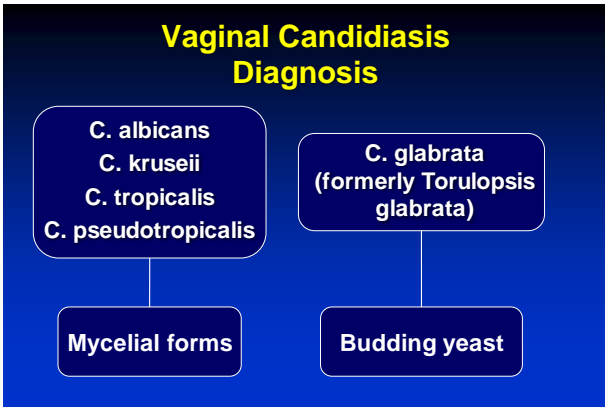 Vaginal Candidiasis
Diagnosis
C. albicans
C. kruseii
C. tropicalis
C. pseudotropicalis
C. glabrata
(formerly Torulopsis
glabrata)
Mycelial forms
Budding yeast